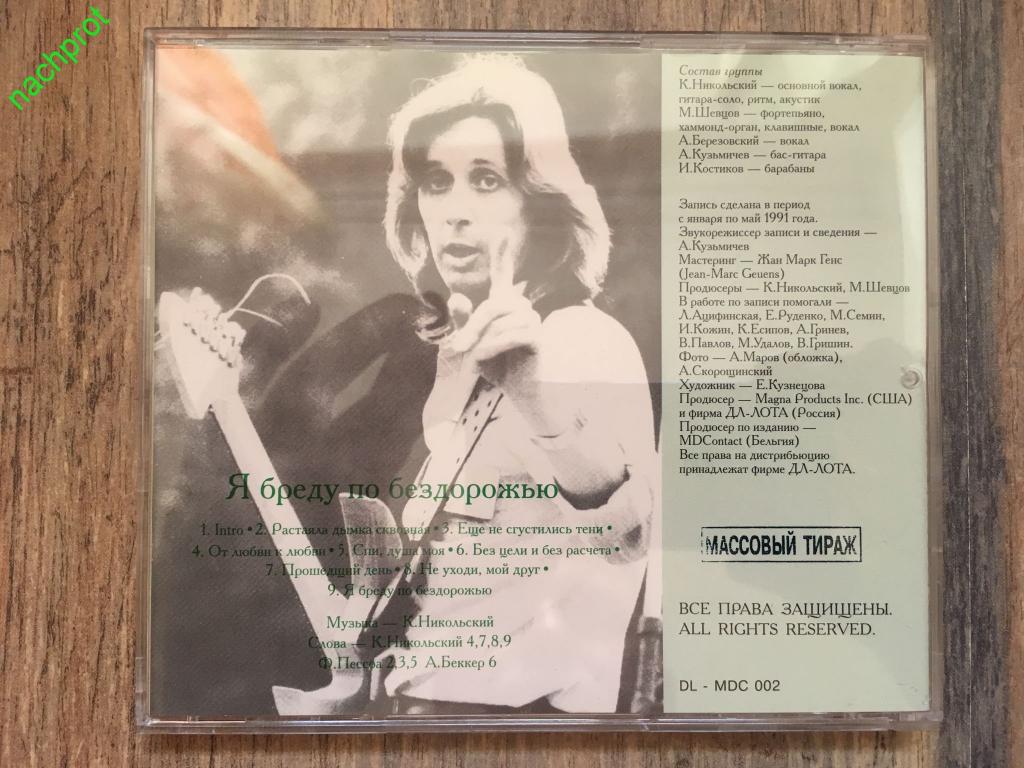 nachprot
Состав группы
К.Никольский — основной вокал,
гитара-соло, ритм, акустик
М.Шевцов — фортепьяно,
хаммонд-орган, клавишные, вокал
А.Березовский — вокал
А.Кузьмичев — бас-гитара
И.Костиков — барабаны
Запись сделана в период
с января по май 1991 года.
Звукорежиссер записи и сведения —
А.Кузьмичев
Мастеринг — Жан Марк Генс
(Jean-Marc Geuens)
Продюсеры — К.Никольский, М.Шевцов
В работе по записи помогали —
Л.Ацифинская, Е.Руденко, М.Семин,
И.Кожин, К.Есипов, А.Гринев,
В.Павлов, М.Удалов, В.Гришин.
Фото — А.Маров (обложка),
А.Скорощинский
Художник — Е.Кузнецова
Продюсер — Magna Products Inc. (США)
и фирма ДЛ-ЛОТА (Россия)
Продюсер по изданию —
MDContact (Бельгия)
Все права на дистрибьюцию
принадлежат фирме ДЛ-ЛОТА.
МАССОВЫЙ ТИРАЖ
ВСЕ ПРАВА ЗАЩИЩЕНЫ.
ALL RIGHTS RESERVED.
DL - MDC 002
Я бреду по бездорожью
1. Intro • 2. Растаяла дымка сквозная • 3. Еще не сгустились тени •
4. От любви к любви • 5. Спи, душа моя • 6. Без цели и без расчета •
7. Прошедший день • 8. Не уходи, мой друг •
9. Я бреду по бездорожью
Музыка — К.Никольский
Слова — К.Никольский 4,7,8,9
Ф.Пессоа 2,3,5 А.Беккер 6